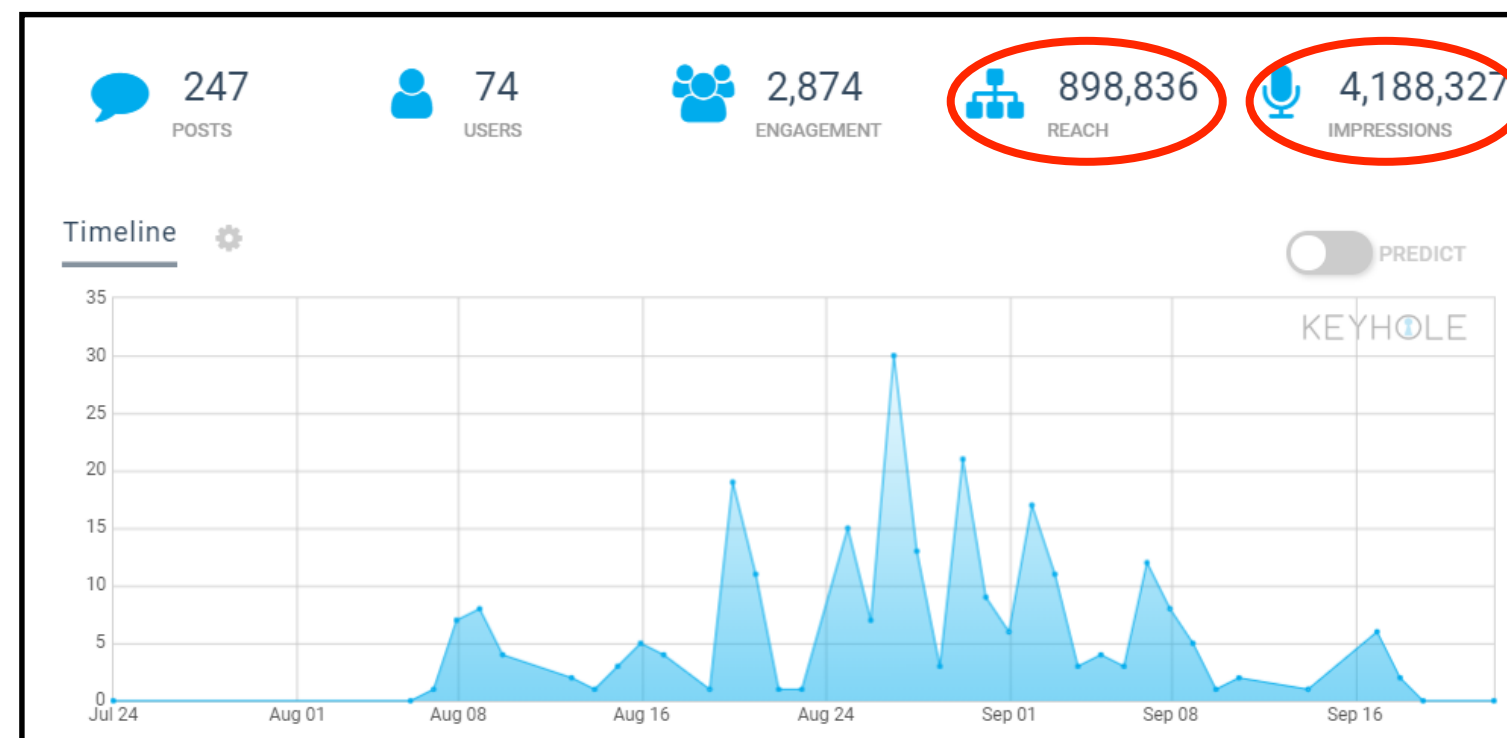 247 74 2,874 898,836 4,188,327
POSTS USERS ENGAGEMENT REACH IMPRESSIONS
Timeline
PREDICT
35
KEYHOLE
30
25
20
15
10
5
0
Jul 24 Aug 01 Aug 08 Aug 16 Aug 24 Sep 01 Sep 08 Sep 16